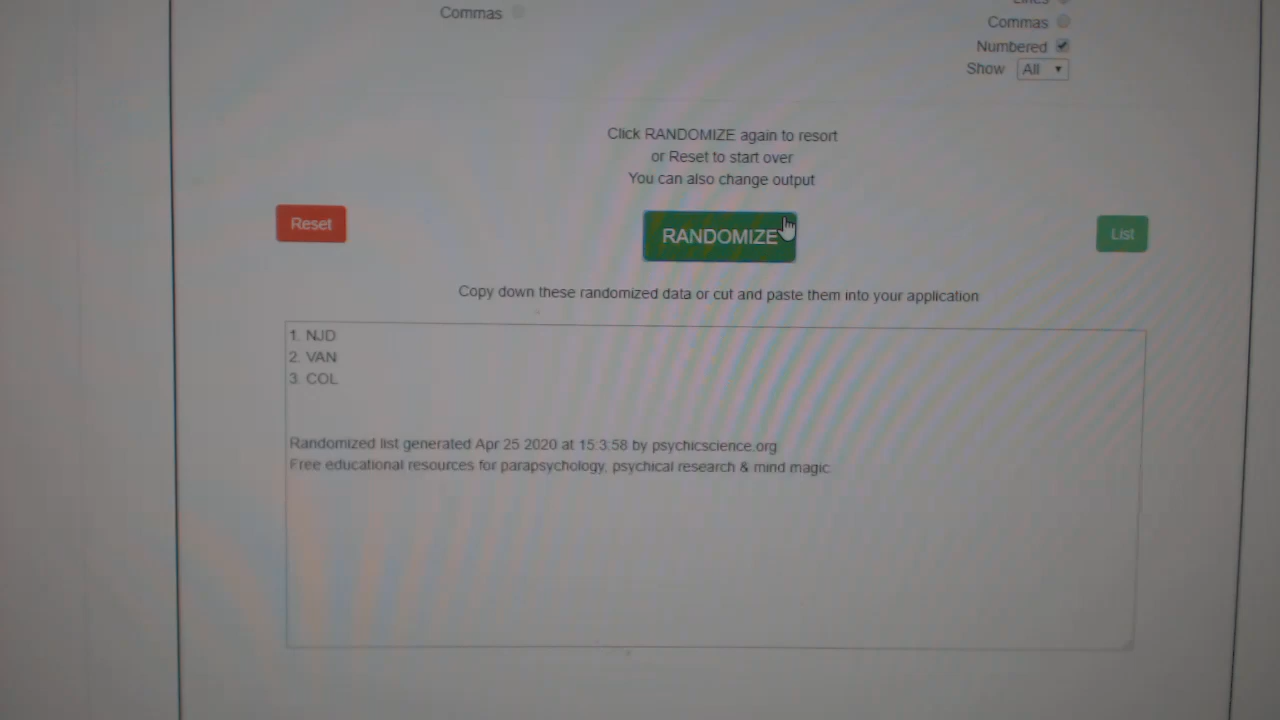 Commas
Commas
Numbered
Show All
Click RANDOMIZE again to resort
or Reset to start over
You can also change output
Reset
RANDOMIZE
List
Copy down these randomized data or cut and paste them into your application
1. NJD
2. VAN
3. COL
Randomized list generated Apr 25 2020 at 15:3:58 by psychicscience.org
Free educational resources for parapsychology, psychical research & mind magic